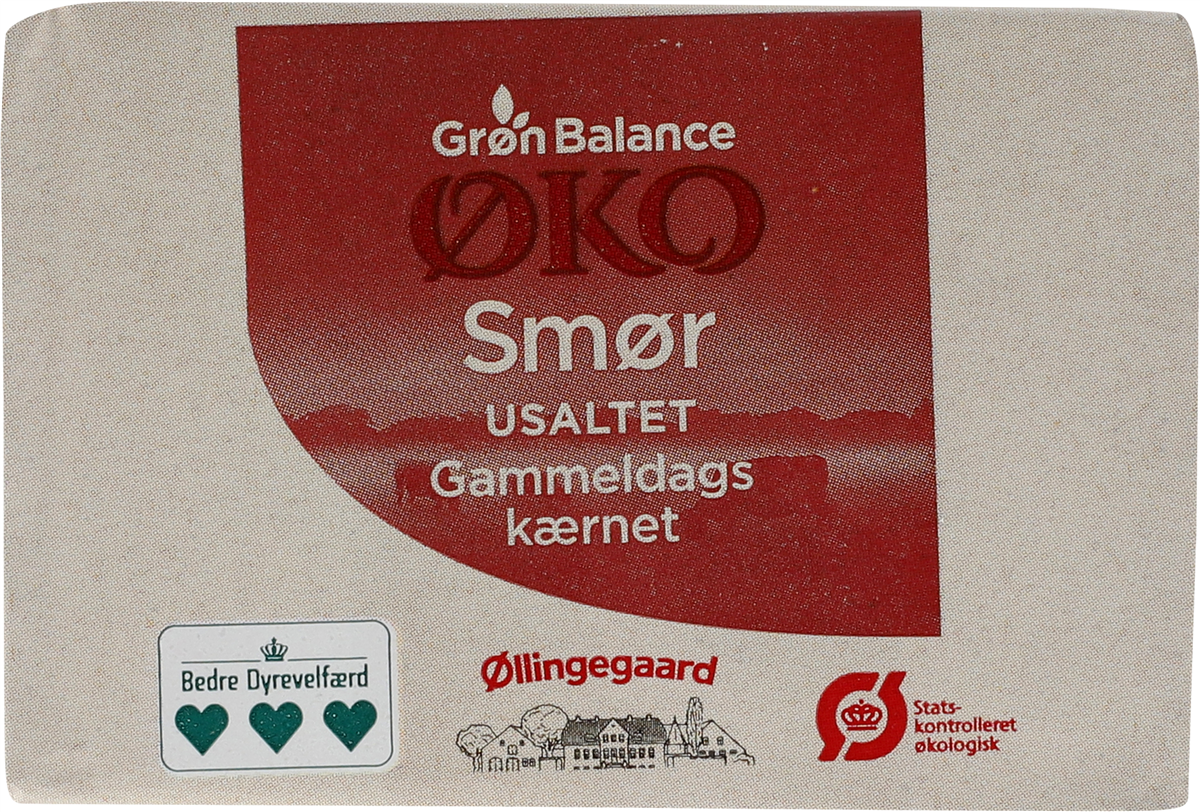 Grøn Balance
ØKO
Smør
USALTET
Gammeldags
kærnet
Bedre Dyrevelfærd
Øllingegaard
Ø
Stats-
kontrolleret
økologisk